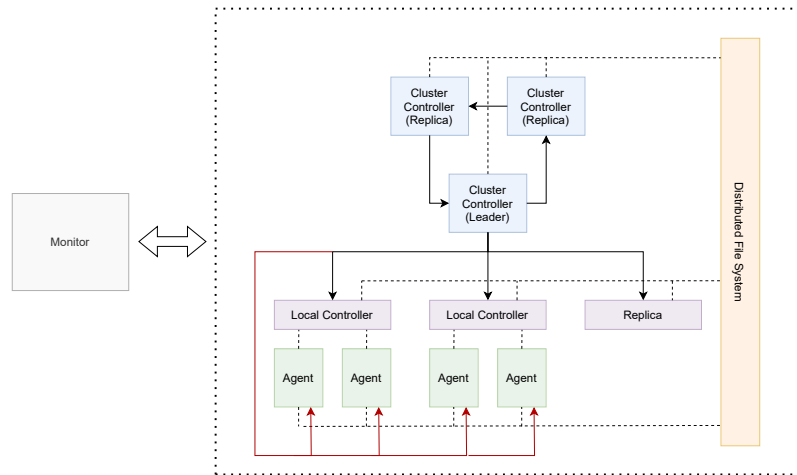 Cluster
Controller
(Replica)
Cluster
Controller
(Replica)
Cluster
Controller
(Leader)
Monitor
Distributed File System
Local Controller
Local Controller
Replica
Agent
Agent
Agent
Agent